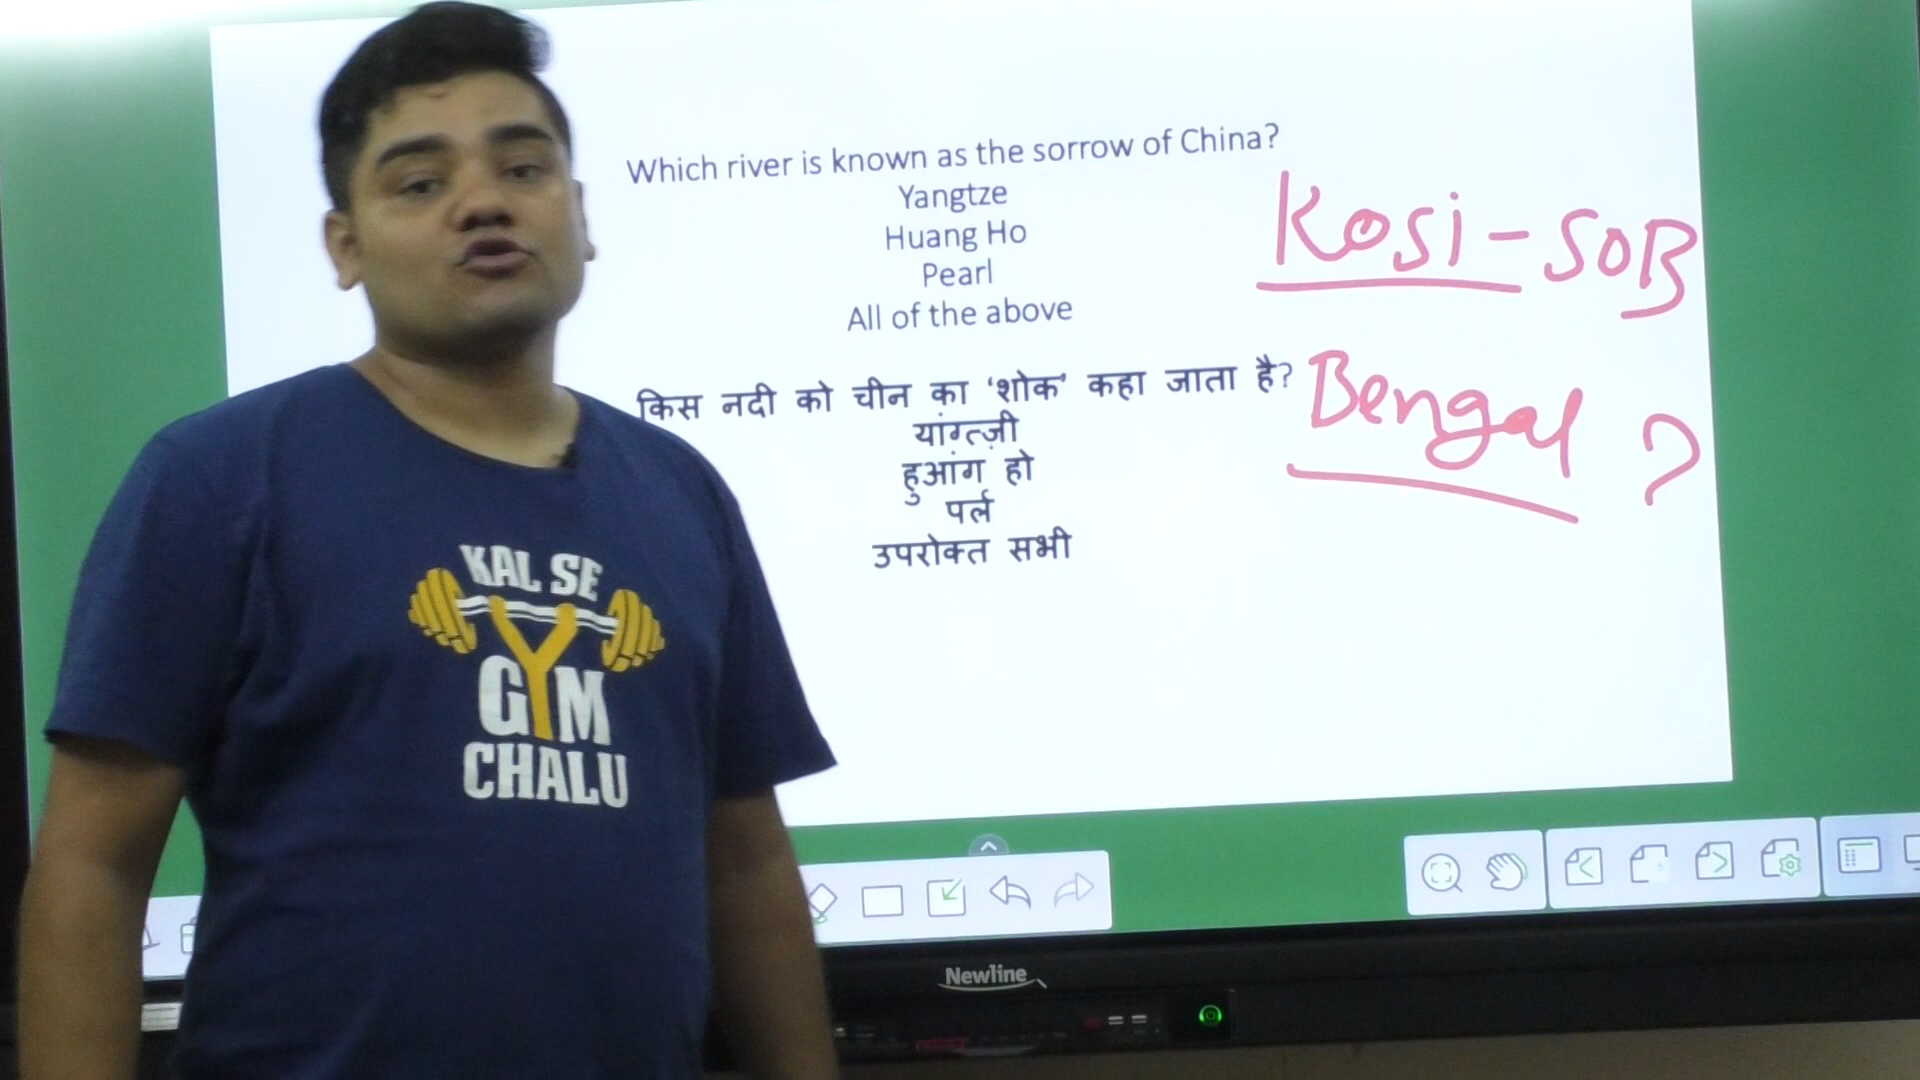 Which river is known as the sorrow of China?
Yangtze
Huang Ho
Pearl
All of the above
किस नदी को चीन का ‘शोक’ कहा जाता है?
यांग्त्ज़ी
हुआंग हो
पर्ल
उपरोक्त सभी
Kosi - SOB
Bengal ?
KAL SE
GYM
CHALU
Newline